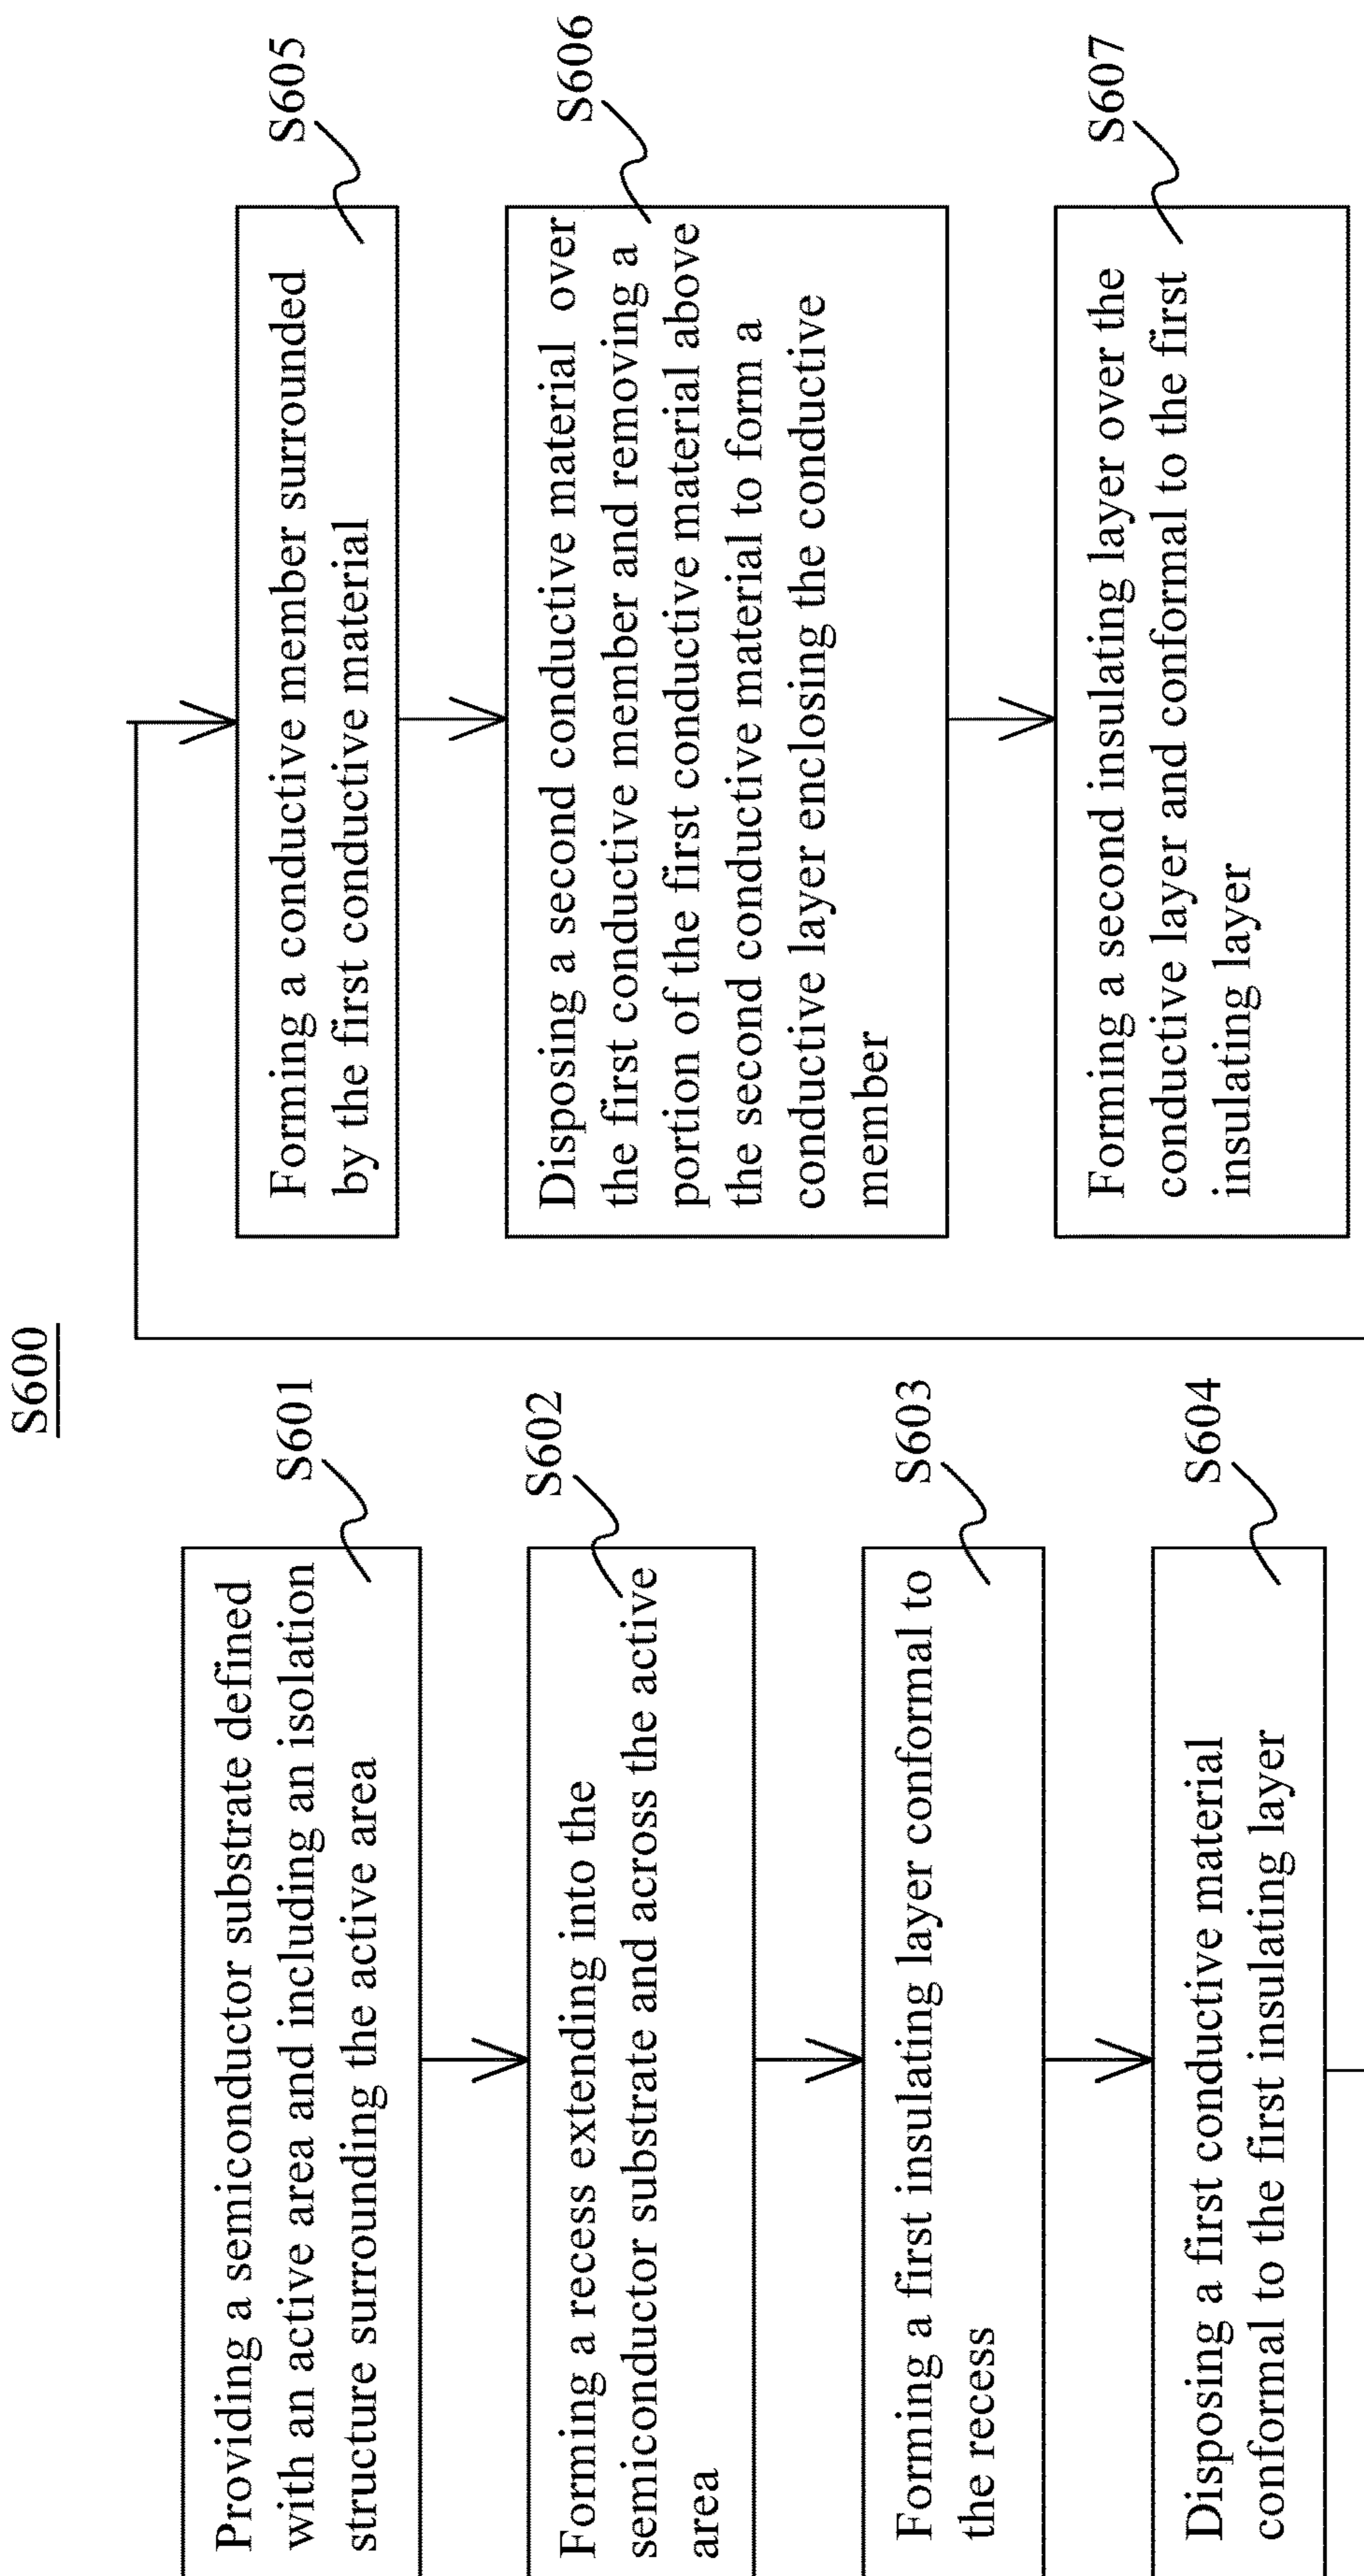 S600
Providing a semiconductor substrate defined
with an active area and including an isolation
structure surrounding the active area
S601
Forming a recess extending into the
semiconductor substrate and across the active
area
S602
Forming a first insulating layer conformal to
the recess
S603
Disposing a first conductive material
conformal to the first insulating layer
S604
Forming a conductive member surrounded
by the first conductive material
S605
Disposing a second conductive material over
the first conductive member and removing a
portion of the first conductive material above
the second conductive material to form a
conductive layer enclosing the conductive
member
S606
Forming a second insulating layer over the
conductive layer and conformal to the first
insulating layer
S607